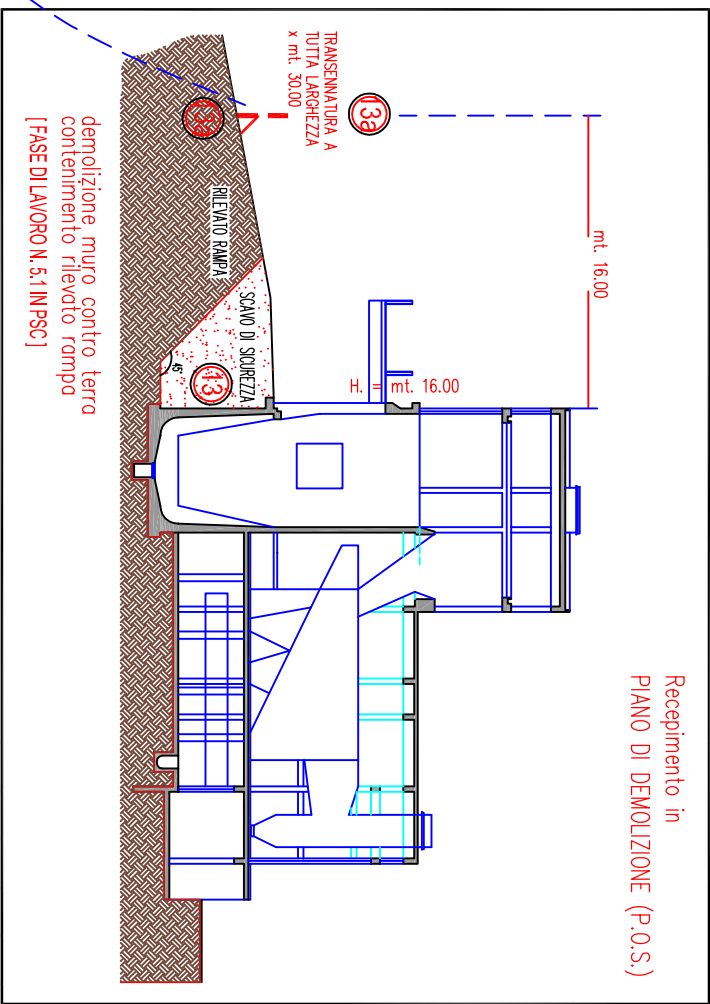 Recepimento in
PIANO DI DEMOLIZIONE (P.O.S.)
mt. 16.00
13a
TRANSENNATURA A
TUTTA LARGHEZZA
x mt. 30.00
13a
H. = mt. 16.00
RILEVATO RAMPA
SCAVO DI SICUREZZA
45°
13
demolizione muro contro terra
contenimento rilevato rampa
[FASE DI LAVORO N. 5.1 IN PSC]